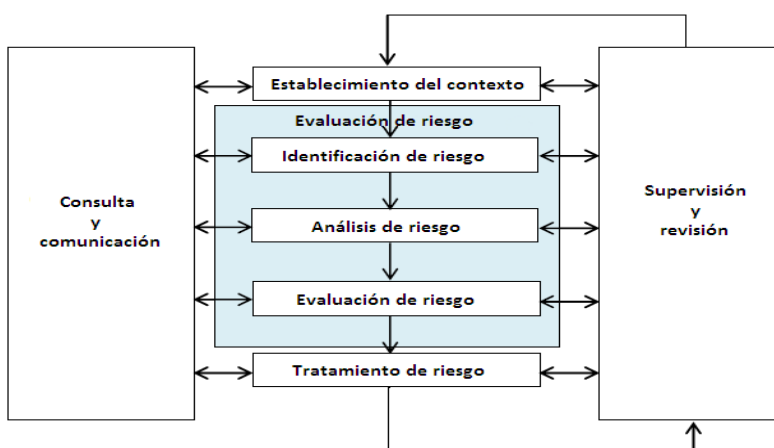 Establecimiento del contexto
Evaluación de riesgo
Identificación de riesgo
Consulta
y
comunicación
Análisis de riesgo
Supervisión
y
revisión
Evaluación de riesgo
Tratamiento de riesgo